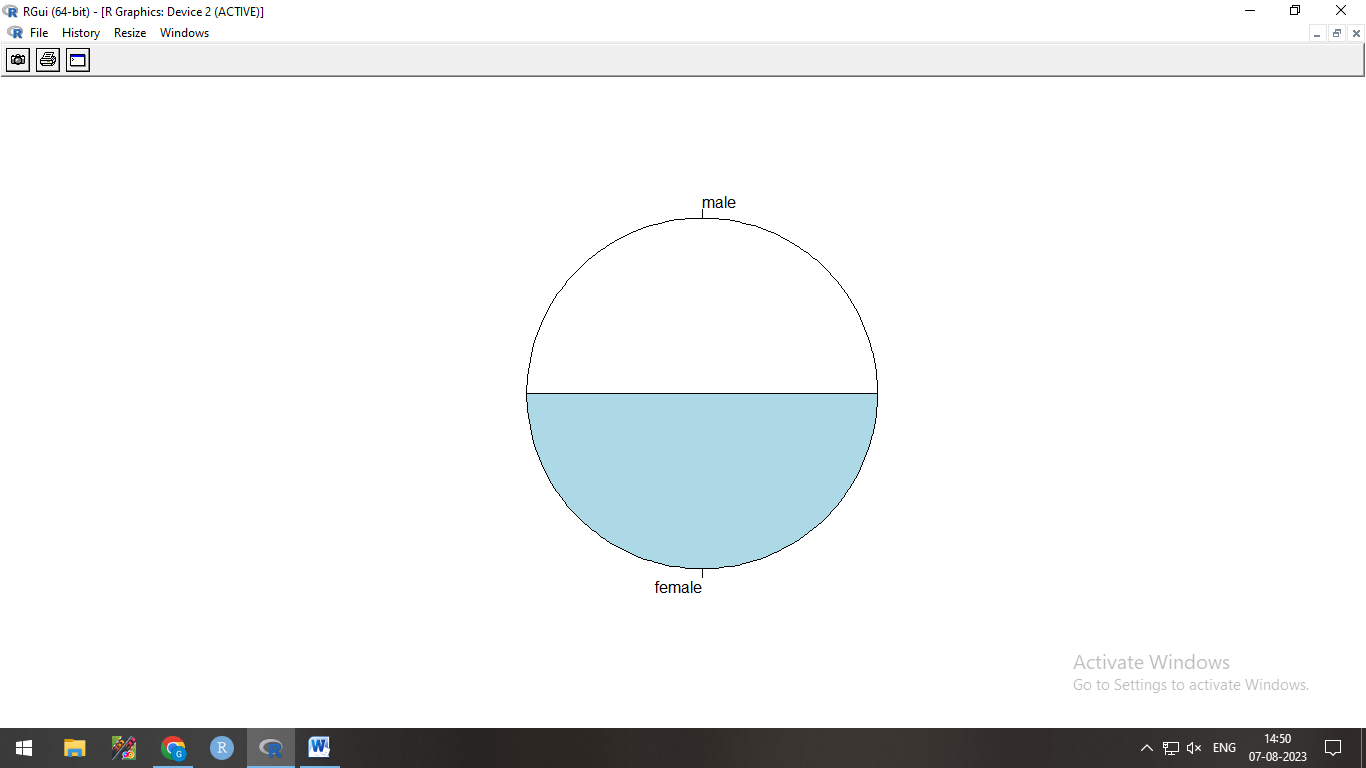 RGui (64-bit) - [R Graphics: Device 2 (ACTIVE)]
File History Resize Windows
male
female
Activate Windows
Go to Settings to activate Windows.
ENG
14:50
07-08-2023